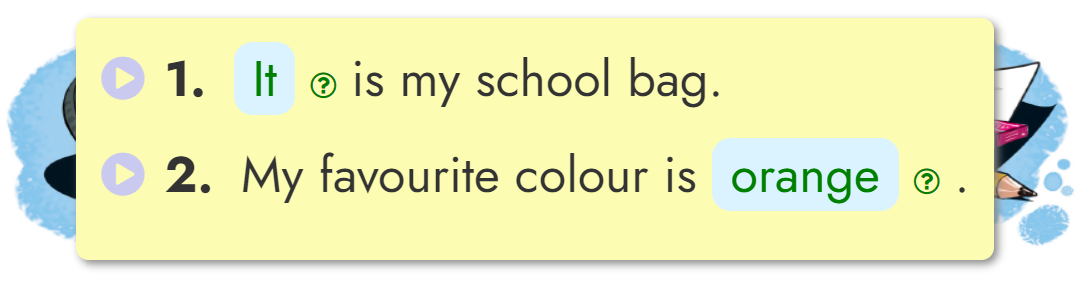 1. It ? is my school bag.
2. My favourite colour is orange ? .